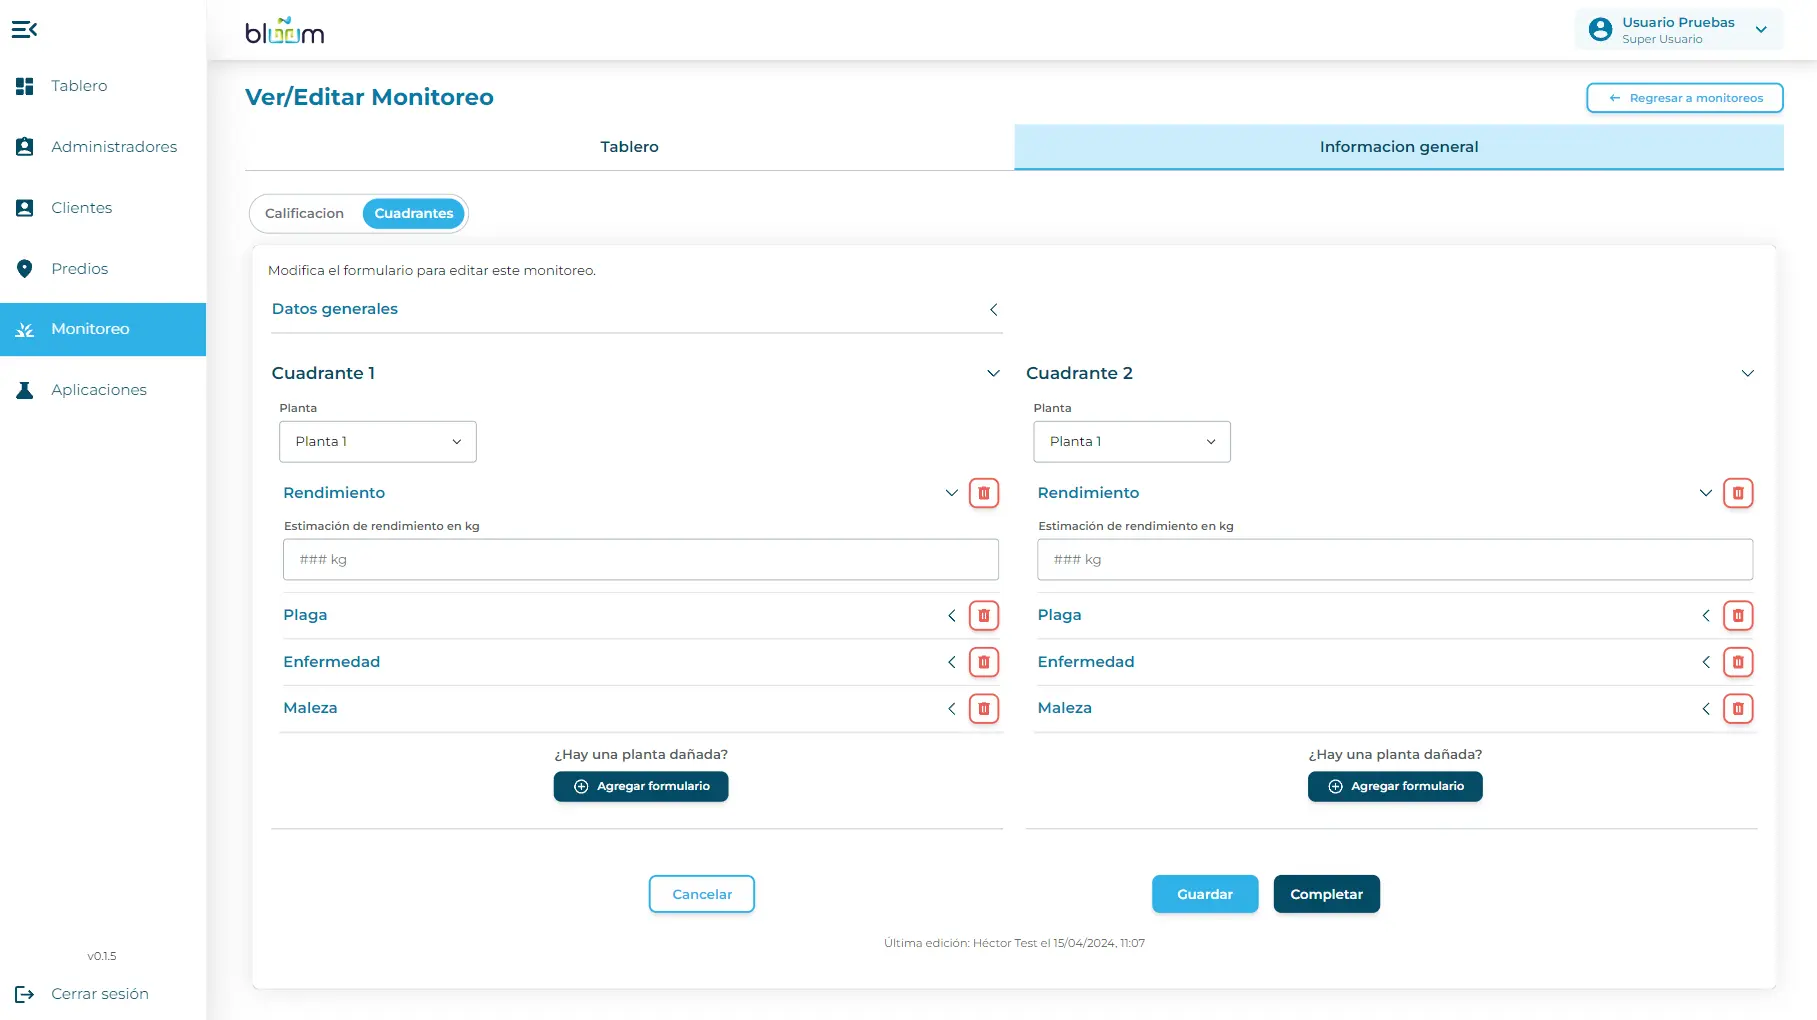 bloom
Usuario Pruebas
Super Usuario
Tablero
Administradores
Clientes
Predios
Monitoreo
Aplicaciones
v0.1.5
Cerrar sesión
Ver/Editar Monitoreo
Regresar a monitoreos
Tablero
Informacion general
Calificacion
Cuadrantes
Modifica el formulario para editar este monitoreo.
Datos generales
Cuadrante 1
Planta
Planta 1
Rendimiento
Estimación de rendimiento en kg
### kg
Plaga
Enfermedad
Maleza
¿Hay una planta dañada?
Agregar formulario
Cuadrante 2
Planta
Planta 1
Rendimiento
Estimación de rendimiento en kg
### kg
Plaga
Enfermedad
Maleza
¿Hay una planta dañada?
Agregar formulario
Cancelar
Guardar
Completar
Última edición: Héctor Test el 15/04/2024, 11:07